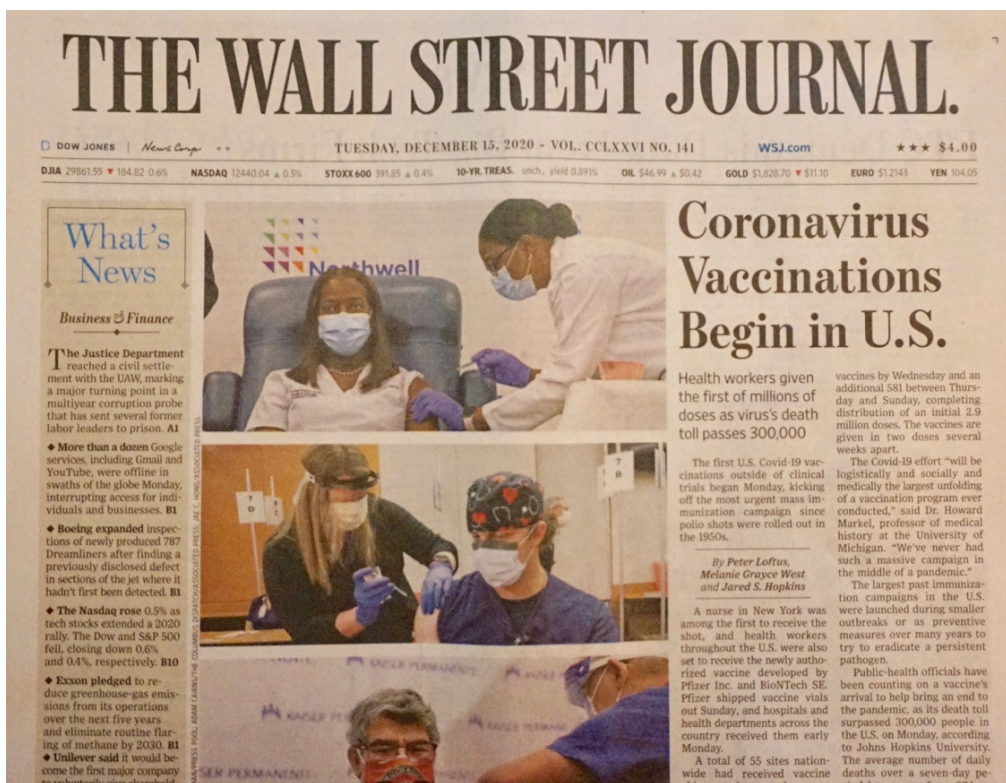 THE WALL STREET JOURNAL.
DOW JONES | News Corp
TUESDAY, DECEMBER 15, 2020 - VOL. CCLXXVI NO. 141
WSJ.com
★★★ $4.00
DJIA 29861.55 ▼ 184.82 0.6% NASDAQ 12440.04 ▲ 0.5% STOXX 600 391.85 ▲ 0.4% 10-YR. TREAS. unch, yield 0.891% OIL $46.99 ▲ $0.42 GOLD $1,828.70 ▼ $11.10 EURO $1.2143 YEN 104.05
What's
News
Business & Finance
The Justice Department
reached a civil settle-
ment with the UAW, marking
a major turning point in a
multiyear corruption probe
that has sent several former
labor leaders to prison. A1
◆ More than a dozen Google
services, including Gmail and
YouTube, were offline in
swaths of the globe Monday,
interrupting access for indi-
viduals and businesses. B1
◆ Boeing expanded inspec-
tions of newly produced 787
Dreamliners after finding a
previously disclosed defect
in sections of the jet where it
hadn't first been detected. B1
◆ The Nasdaq rose 0.5% as
tech stocks extended a 2020
rally. The Dow and S&P 500
fell, closing down 0.6%
and 0.4%, respectively. B10
◆ Exxon pledged to re-
duce greenhouse-gas emis-
sions from its operations
over the next five years
and eliminate routine flar-
ing of methane by 2030. B1
◆ Unilever said it would be-
come the first major company
Northwell
7
D
7
B
KAISER PERMANENTE
KAISER PERMANENTE
SER PERMANENTE
Coronavirus
Vaccinations
Begin in U.S.
Health workers given
the first of millions of
doses as virus's death
toll passes 300,000
The first U.S. Covid-19 vac-
cinations outside of clinical
trials began Monday, kicking
off the most urgent mass im-
munization campaign since
polio shots were rolled out in
the 1950s.
By Peter Loftus,
Melanie Grayce West
and Jared S. Hopkins
A nurse in New York was
among the first to receive the
shot, and health workers
throughout the U.S. were also
set to receive the newly autho-
rized vaccine developed by
Pfizer Inc. and BioNTech SE.
Pfizer shipped vaccine vials
out Sunday, and hospitals and
health departments across the
country received them early
Monday.
A total of 55 sites nation-
wide had received vaccine
vaccines by Wednesday and an
additional 581 between Thurs-
day and Sunday, completing
distribution of an initial 2.9
million doses. The vaccines are
given in two doses several
weeks apart.
The Covid-19 effort "will be
logistically and socially and
medically the largest unfolding
of a vaccination program ever
conducted," said Dr. Howard
Markel, professor of medical
history at the University of
Michigan. "We've never had
such a massive campaign in
the middle of a pandemic."
The largest past immuniza-
tion campaigns in the U.S.
were launched during smaller
outbreaks or as preventive
measures over many years to
try to eradicate a persistent
pathogen.
Public-health officials have
been counting on a vaccine's
arrival to help bring an end to
the pandemic, as its death toll
surpassed 300,000 people in
the U.S. on Monday, according
to Johns Hopkins University.
The average number of daily
deaths over a seven-day pe-